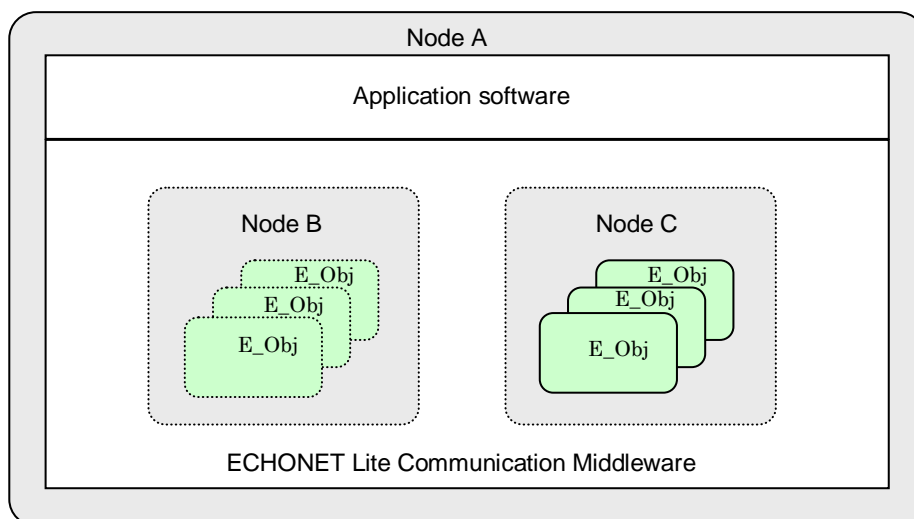 Node A
Application software
Node B
E_Obj
E_Obj
E_Obj
Node C
E_Obj
E_Obj
E_Obj
ECHONET Lite Communication Middleware